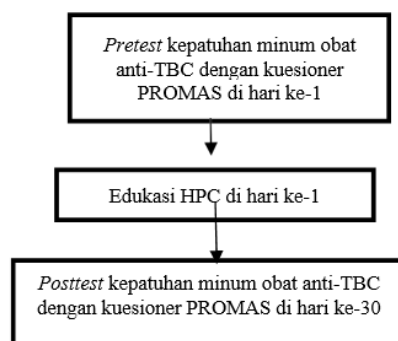 Pretest kepatuhan minum obat
anti-TBC dengan kuesioner
PROMAS di hari ke-1
Edukasi HPC di hari ke-1
Posttest kepatuhan minum obat anti-TBC
dengan kuesioner PROMAS di hari ke-30